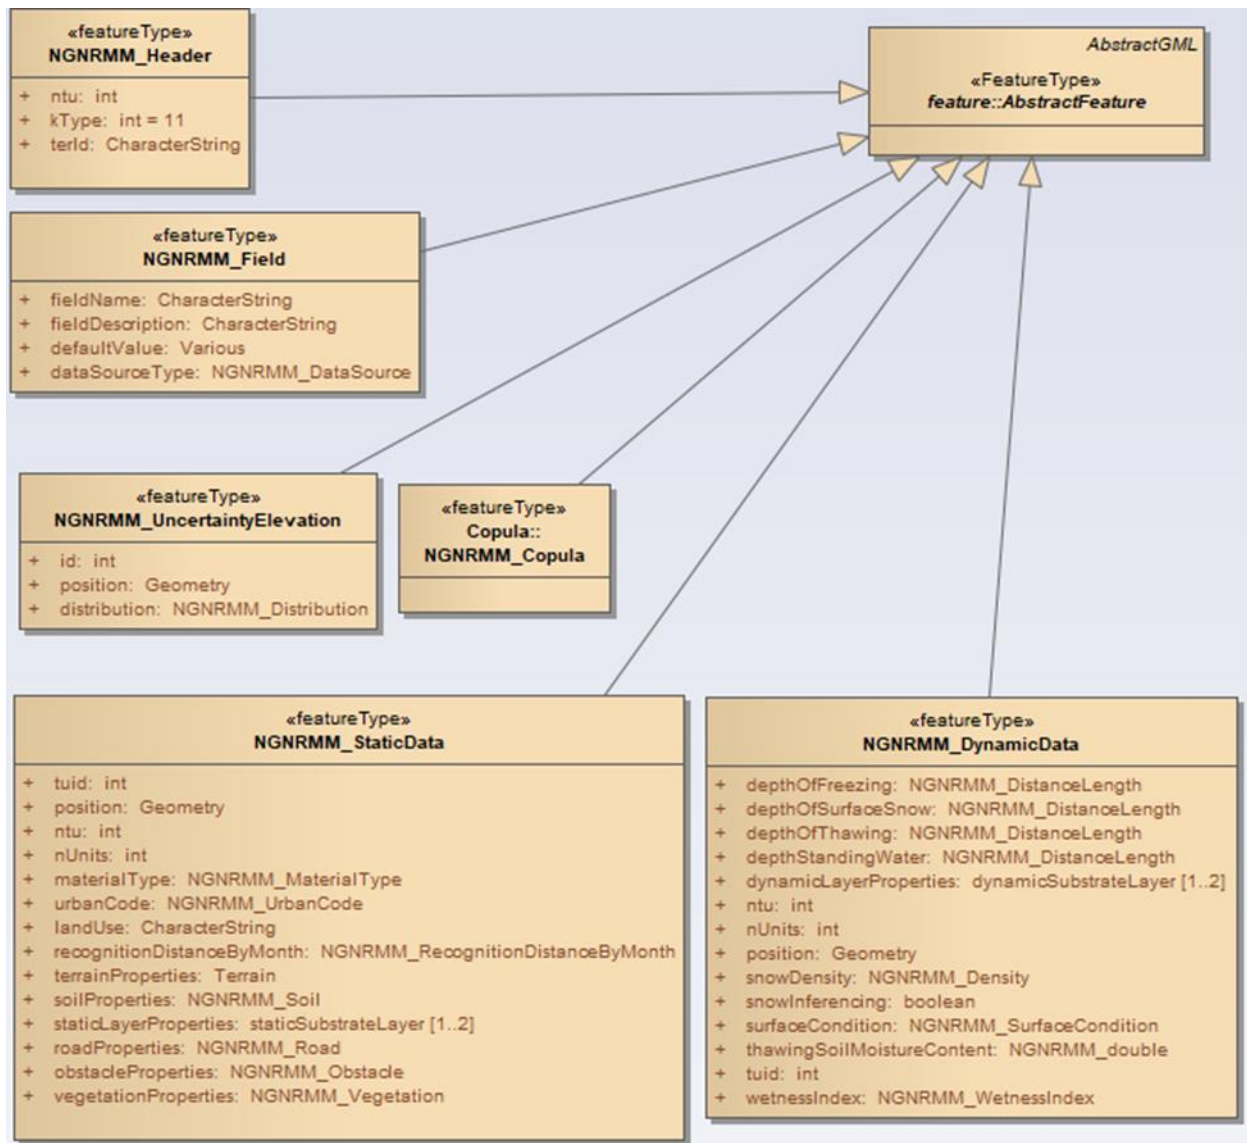 «featureType»
NGNRMM_Header
+ ntu: int
+ kType: int = 11
+ terId: CharacterString
AbstractGML
«FeatureType»
feature::AbstractFeature
«featureType»
NGNRMM_Field
+ fieldName: CharacterString
+ fieldDescription: CharacterString
+ defaultValue: Various
+ dataSourceType: NGNRMM_DataSource
«featureType»
NGNRMM_UncertaintyElevation
+ id: int
+ position: Geometry
+ distribution: NGNRMM_Distribution
«featureType»
Copula::
NGNRMM_Copula
«featureType»
NGNRMM_StaticData
+ tuid: int
+ position: Geometry
+ ntu: int
+ nUnits: int
+ materialType: NGNRMM_MaterialType
+ urbanCode: NGNRMM_UrbanCode
+ landUse: CharacterString
+ recognitionDistanceByMonth: NGNRMM_RecognitionDistanceByMonth
+ terrainProperties: Terrain
+ soilProperties: NGNRMM_Soil
+ staticLayerProperties: staticSubstrateLayer [1..2]
+ roadProperties: NGNRMM_Road
+ obstacleProperties: NGNRMM_Obstacle
+ vegetationProperties: NGNRMM_Vegetation
«featureType»
NGNRMM_DynamicData
+ depthOfFreezing: NGNRMM_DistanceLength
+ depthOfSurfaceSnow: NGNRMM_DistanceLength
+ depthOfThawing: NGNRMM_DistanceLength
+ depthStandingWater: NGNRMM_DistanceLength
+ dynamicLayerProperties: dynamicSubstrateLayer [1..2]
+ ntu: int
+ nUnits: int
+ position: Geometry
+ snowDensity: NGNRMM_Density
+ snowInferencing: boolean
+ surfaceCondition: NGNRMM_SurfaceCondition
+ thawingSoilMoistureContent: NGNRMM_double
+ tuid: int
+ wetnessIndex: NGNRMM_WetnessIndex